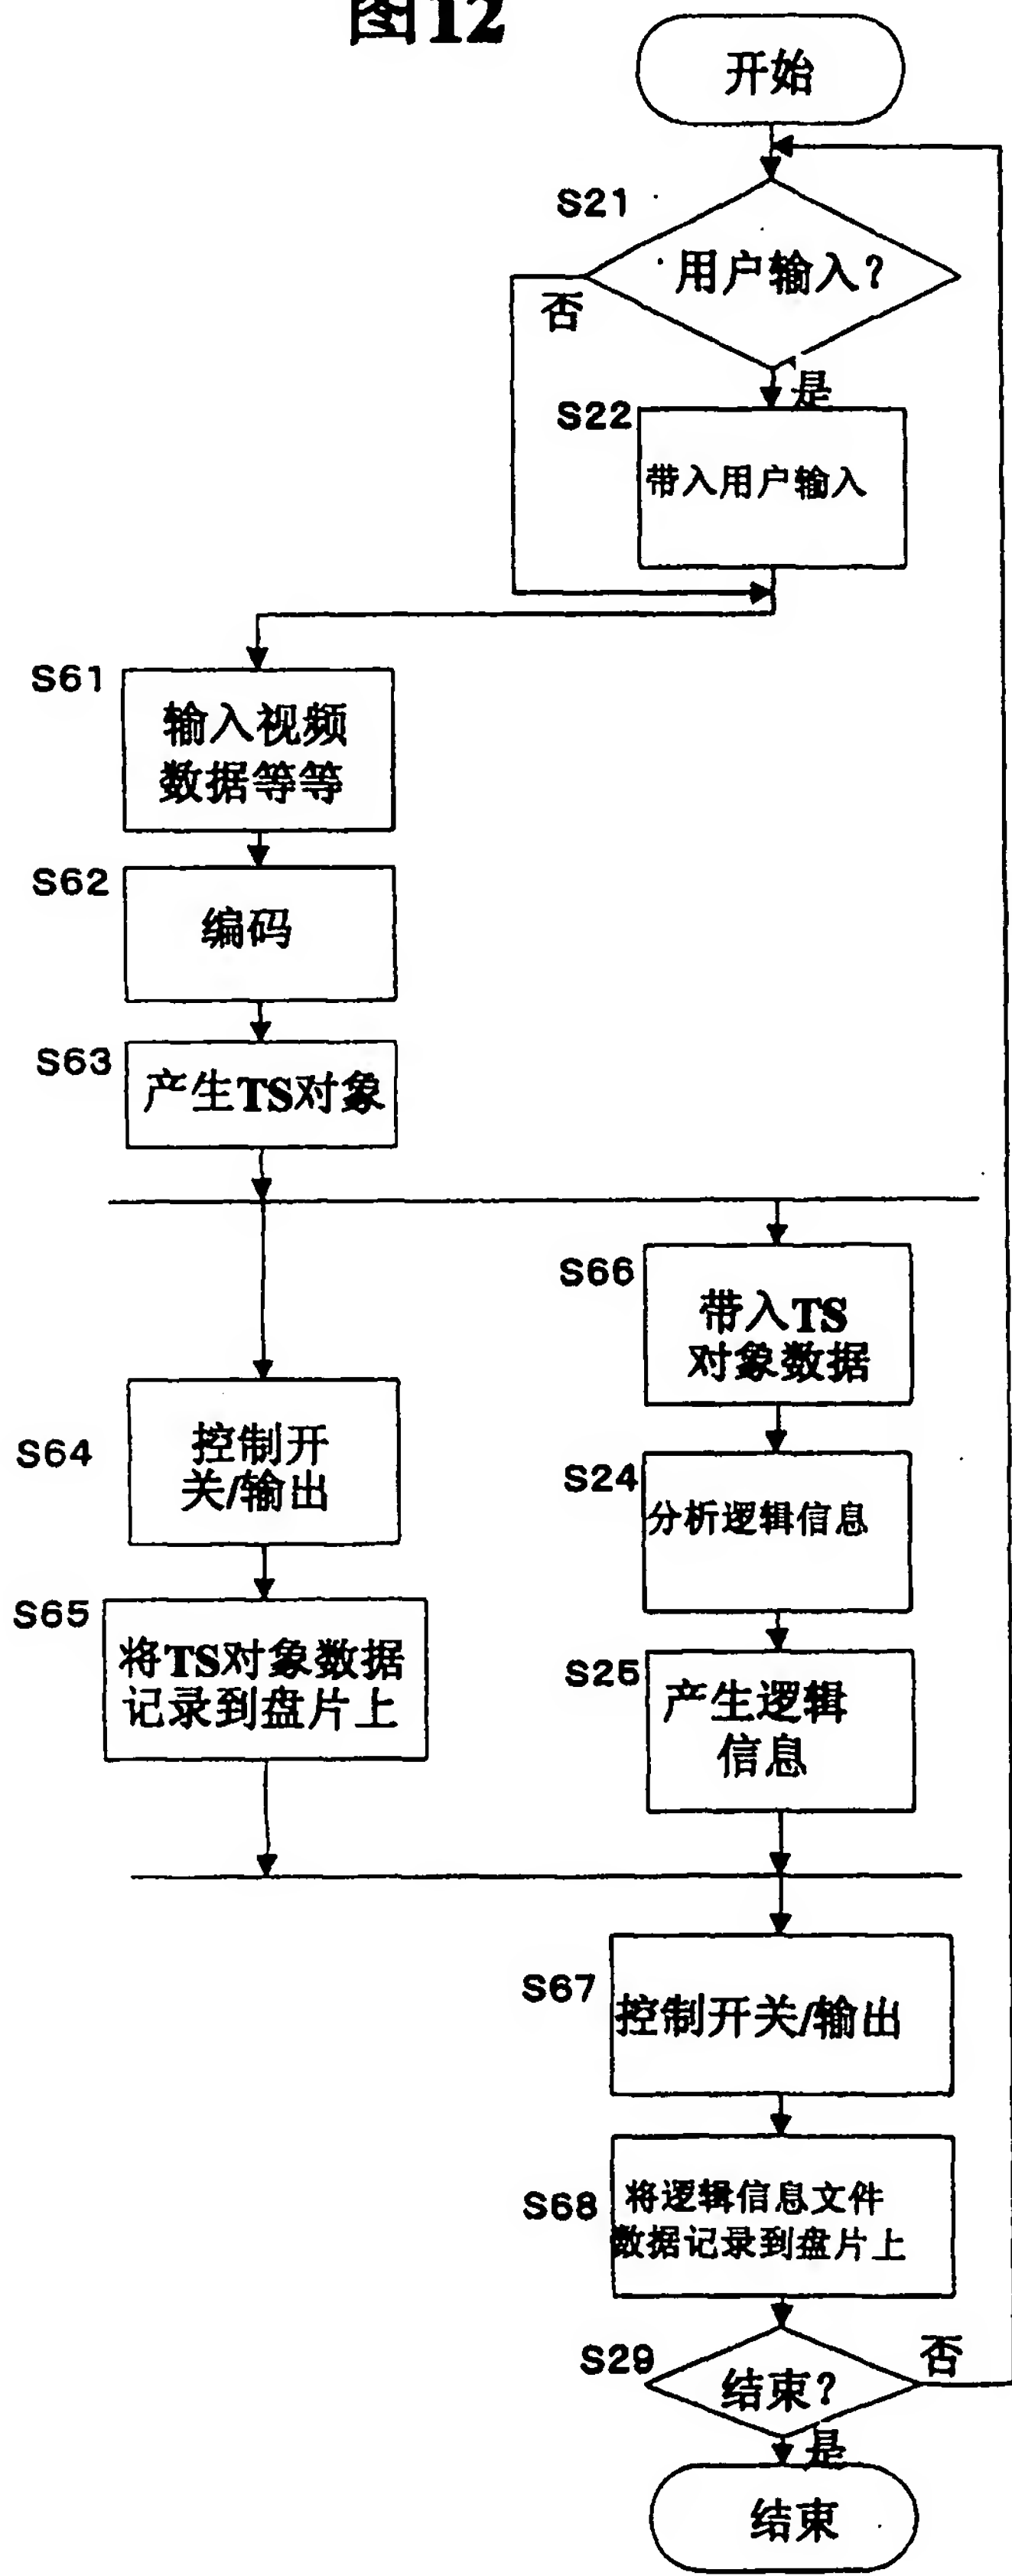 图12
开始
S21
用户输入?
否
是
S22
带入用户输入
S61
输入视频
数据等等
S62
编码
S63
产生TS对象
S66
带入TS
对象数据
S64
控制开
关/输出
S24
分析逻辑信息
S65
将TS对象数据
记录到盘片上
S25
产生逻辑
信息
S67
控制开关/输出
S68
将逻辑信息文件
数据记录到盘片上
S29
结束?
否
是
结束